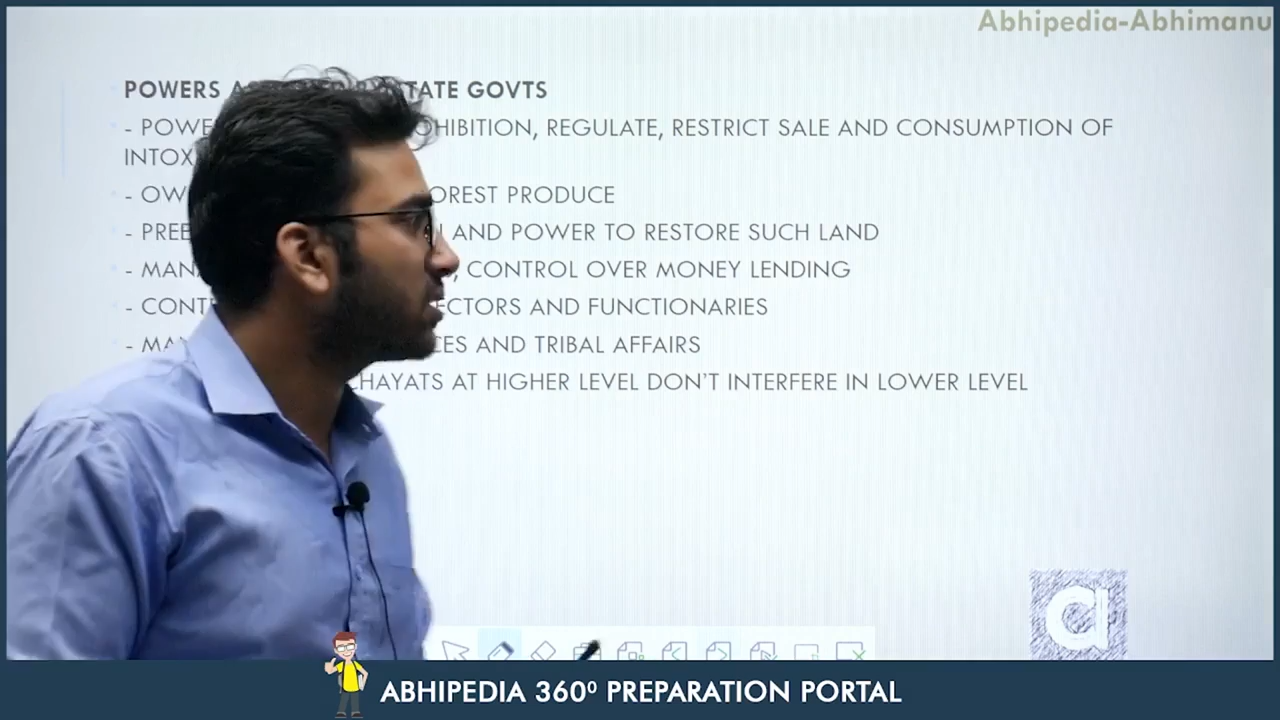 Abhipedia-Abhimanu
POWERS STATE GOVTS
- POWE OHIBITION, REGULATE, RESTRICT SALE AND CONSUMPTION OF
INTOX
- OW OREST PRODUCE
- PREE AND POWER TO RESTORE SUCH LAND
- MAN , CONTROL OVER MONEY LENDING
- CONT ECTORS AND FUNCTIONARIES
- MA CES AND TRIBAL AFFAIRS
CHAYATS AT HIGHER LEVEL DON'T INTERFERE IN LOWER LEVEL
a
ABHIPEDIA 360⁰ PREPARATION PORTAL